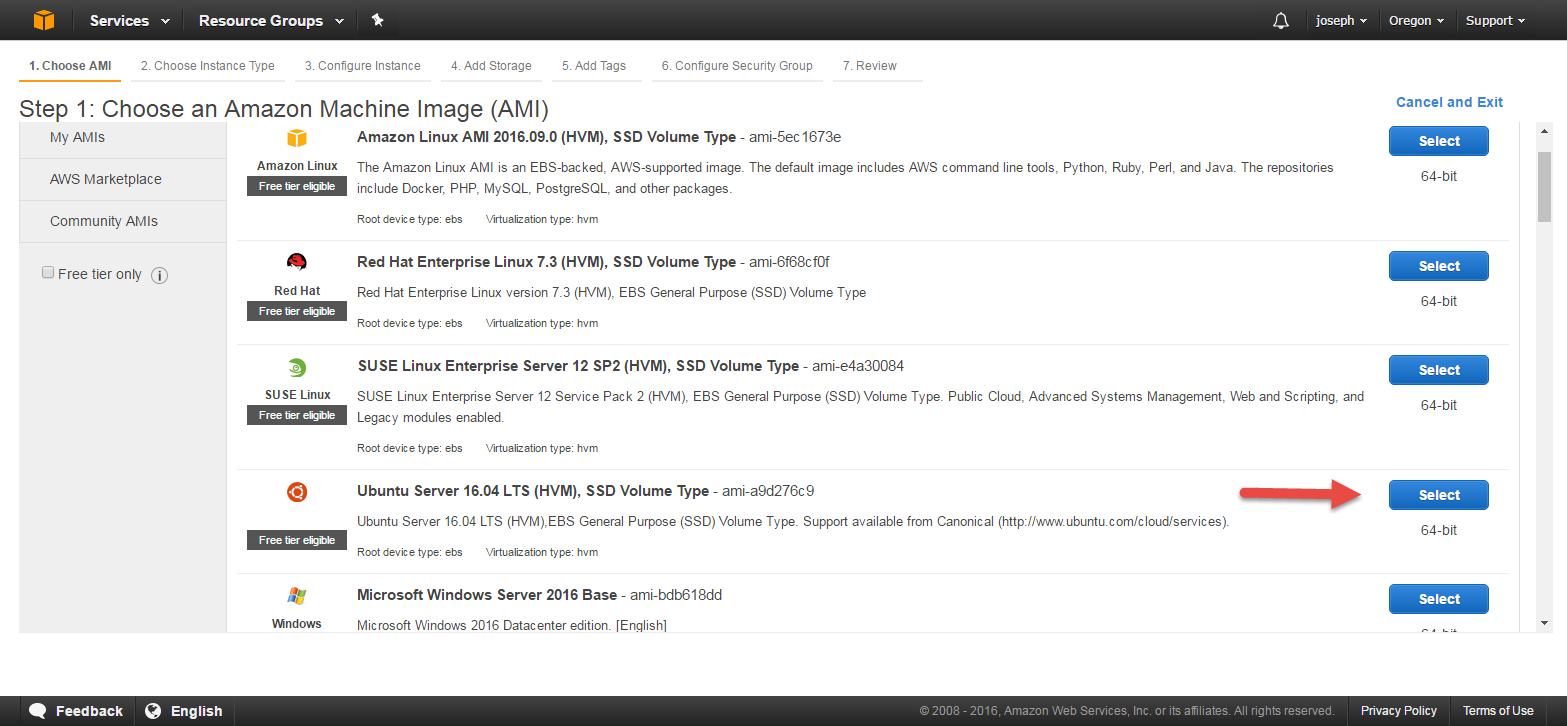 Services Resource Groups joseph Oregon Support
1. Choose AMI 2. Choose Instance Type 3. Configure Instance 4. Add Storage 5. Add Tags 6. Configure Security Group 7. Review
Step 1: Choose an Amazon Machine Image (AMI)
Cancel and Exit
My AMIs
AWS Marketplace
Community AMIs
Free tier only
Amazon Linux
Free tier eligible
Amazon Linux AMI 2016.09.0 (HVM), SSD Volume Type - ami-5ec1673e
The Amazon Linux AMI is an EBS-backed, AWS-supported image. The default image includes AWS command line tools, Python, Ruby, Perl, and Java. The repositories
include Docker, PHP, MySQL, PostgreSQL, and other packages.
Root device type: ebs Virtualization type: hvm
Select
64-bit
Red Hat
Free tier eligible
Red Hat Enterprise Linux 7.3 (HVM), SSD Volume Type - ami-6f68cf0f
Red Hat Enterprise Linux version 7.3 (HVM), EBS General Purpose (SSD) Volume Type
Root device type: ebs Virtualization type: hvm
Select
64-bit
SUSE Linux
Free tier eligible
SUSE Linux Enterprise Server 12 SP2 (HVM), SSD Volume Type - ami-e4a30084
SUSE Linux Enterprise Server 12 Service Pack 2 (HVM), EBS General Purpose (SSD) Volume Type. Public Cloud, Advanced Systems Management, Web and Scripting, and
Legacy modules enabled.
Root device type: ebs Virtualization type: hvm
Select
64-bit
Free tier eligible
Ubuntu Server 16.04 LTS (HVM), SSD Volume Type - ami-a9d276c9
Ubuntu Server 16.04 LTS (HVM),EBS General Purpose (SSD) Volume Type. Support available from Canonical (http://www.ubuntu.com/cloud/services).
Root device type: ebs Virtualization type: hvm
Select
64-bit
Windows
Microsoft Windows Server 2016 Base - ami-bdb618dd
Microsoft Windows 2016 Datacenter edition. [English]
Select
Feedback English © 2008 - 2016, Amazon Web Services, Inc. or its affiliates. All rights reserved. Privacy Policy Terms of Use